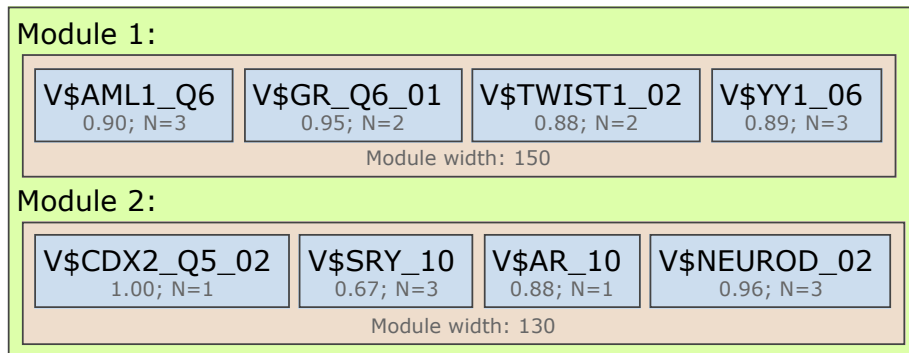 Module 1:
V$AML1_Q6 V$GR_Q6_01 V$TWIST1_02 V$YY1_06
0.90; N=3 0.95; N=2 0.88; N=2 0.89; N=3
Module width: 150
Module 2:
V$CDX2_Q5_02 V$SRY_10 V$AR_10 V$NEUROD_02
1.00; N=1 0.67; N=3 0.88; N=1 0.96; N=3
Module width: 130